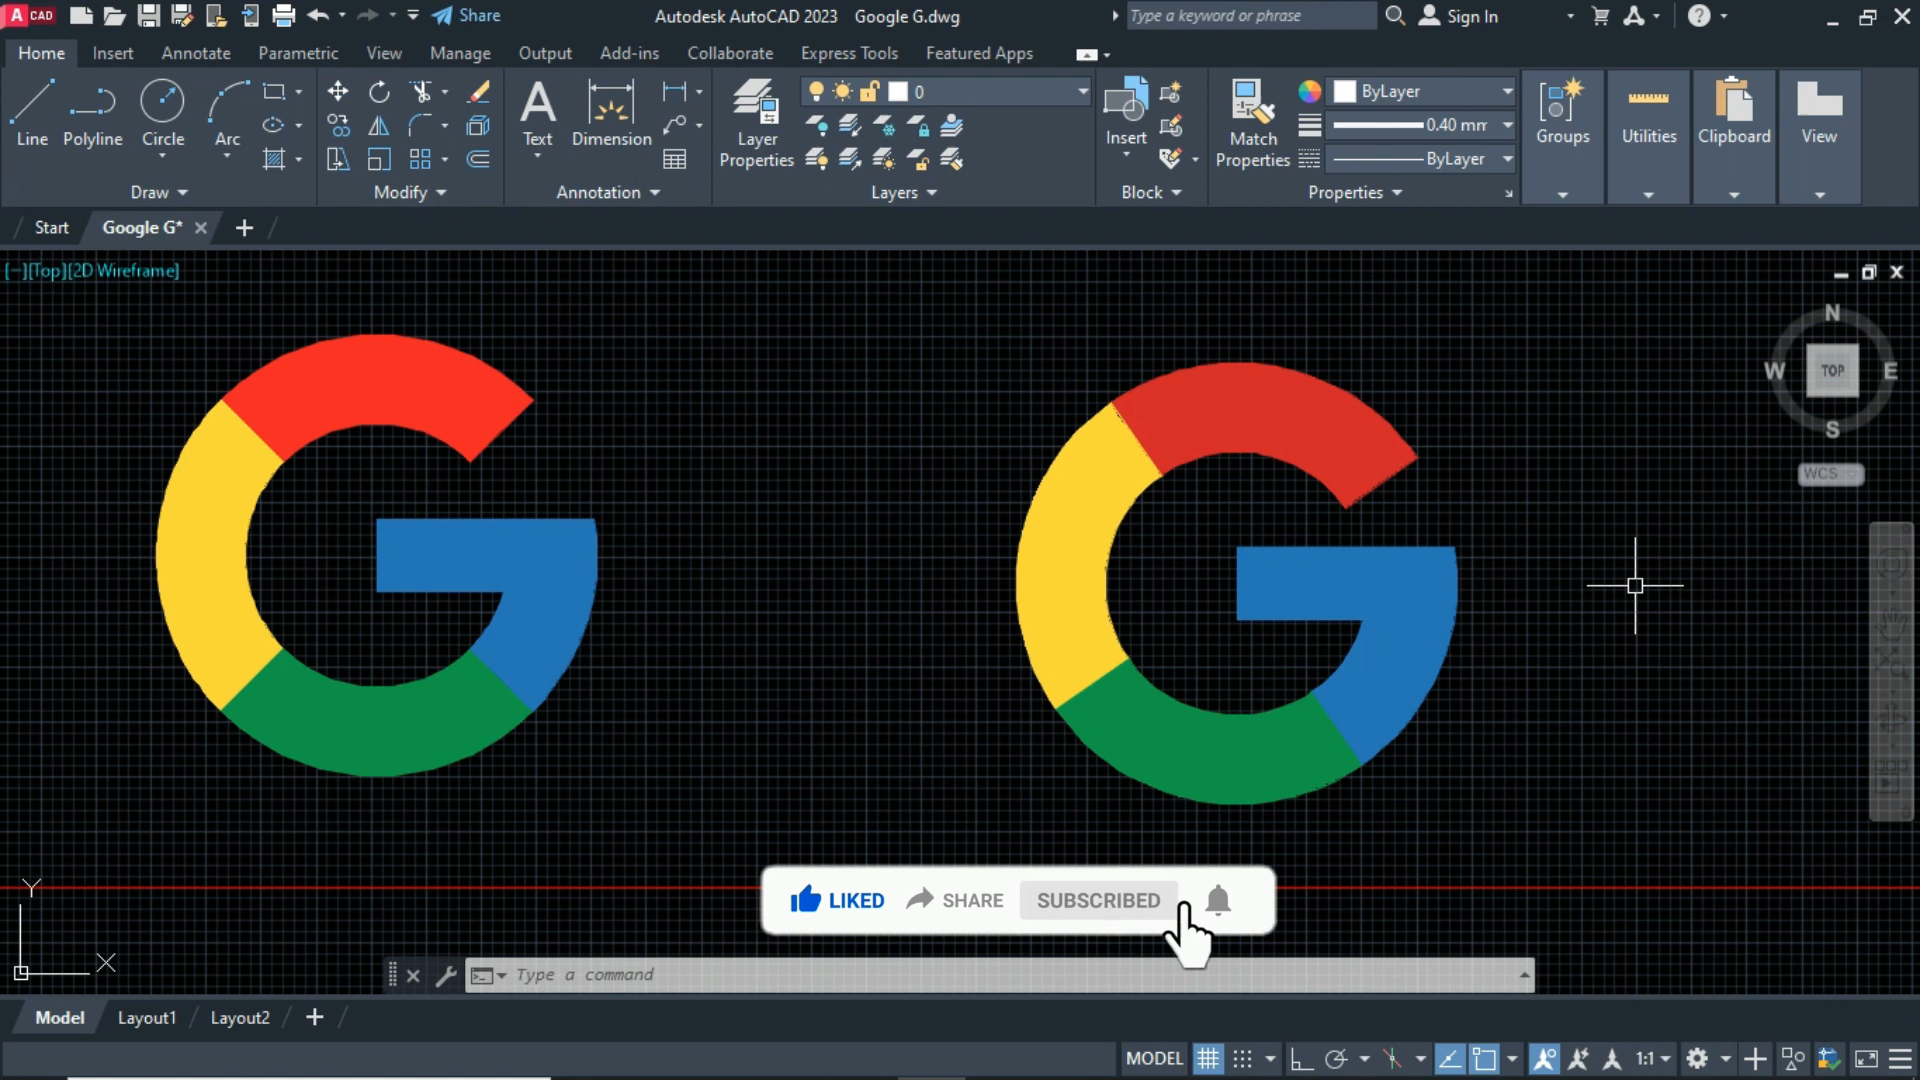 A CAD Share Autodesk AutoCAD 2023 Google G.dwg Type a keyword or phrase Sign In
Home Insert Annotate Parametric View Manage Output Add-ins Collaborate Express Tools Featured Apps
0 ByLayer
Line Polyline Circle Arc Text Dimension Layer Properties Insert Match Properties 0.40 mm Groups Utilities Clipboard View
ByLayer
Draw Modify Annotation Layers Block Properties
Start Google G* +
[–][Top][2D Wireframe]
N
W TOP E
S
WCS
Y
LIKED SHARE SUBSCRIBED
X
Type a command
Model Layout1 Layout2 +
MODEL 1:1